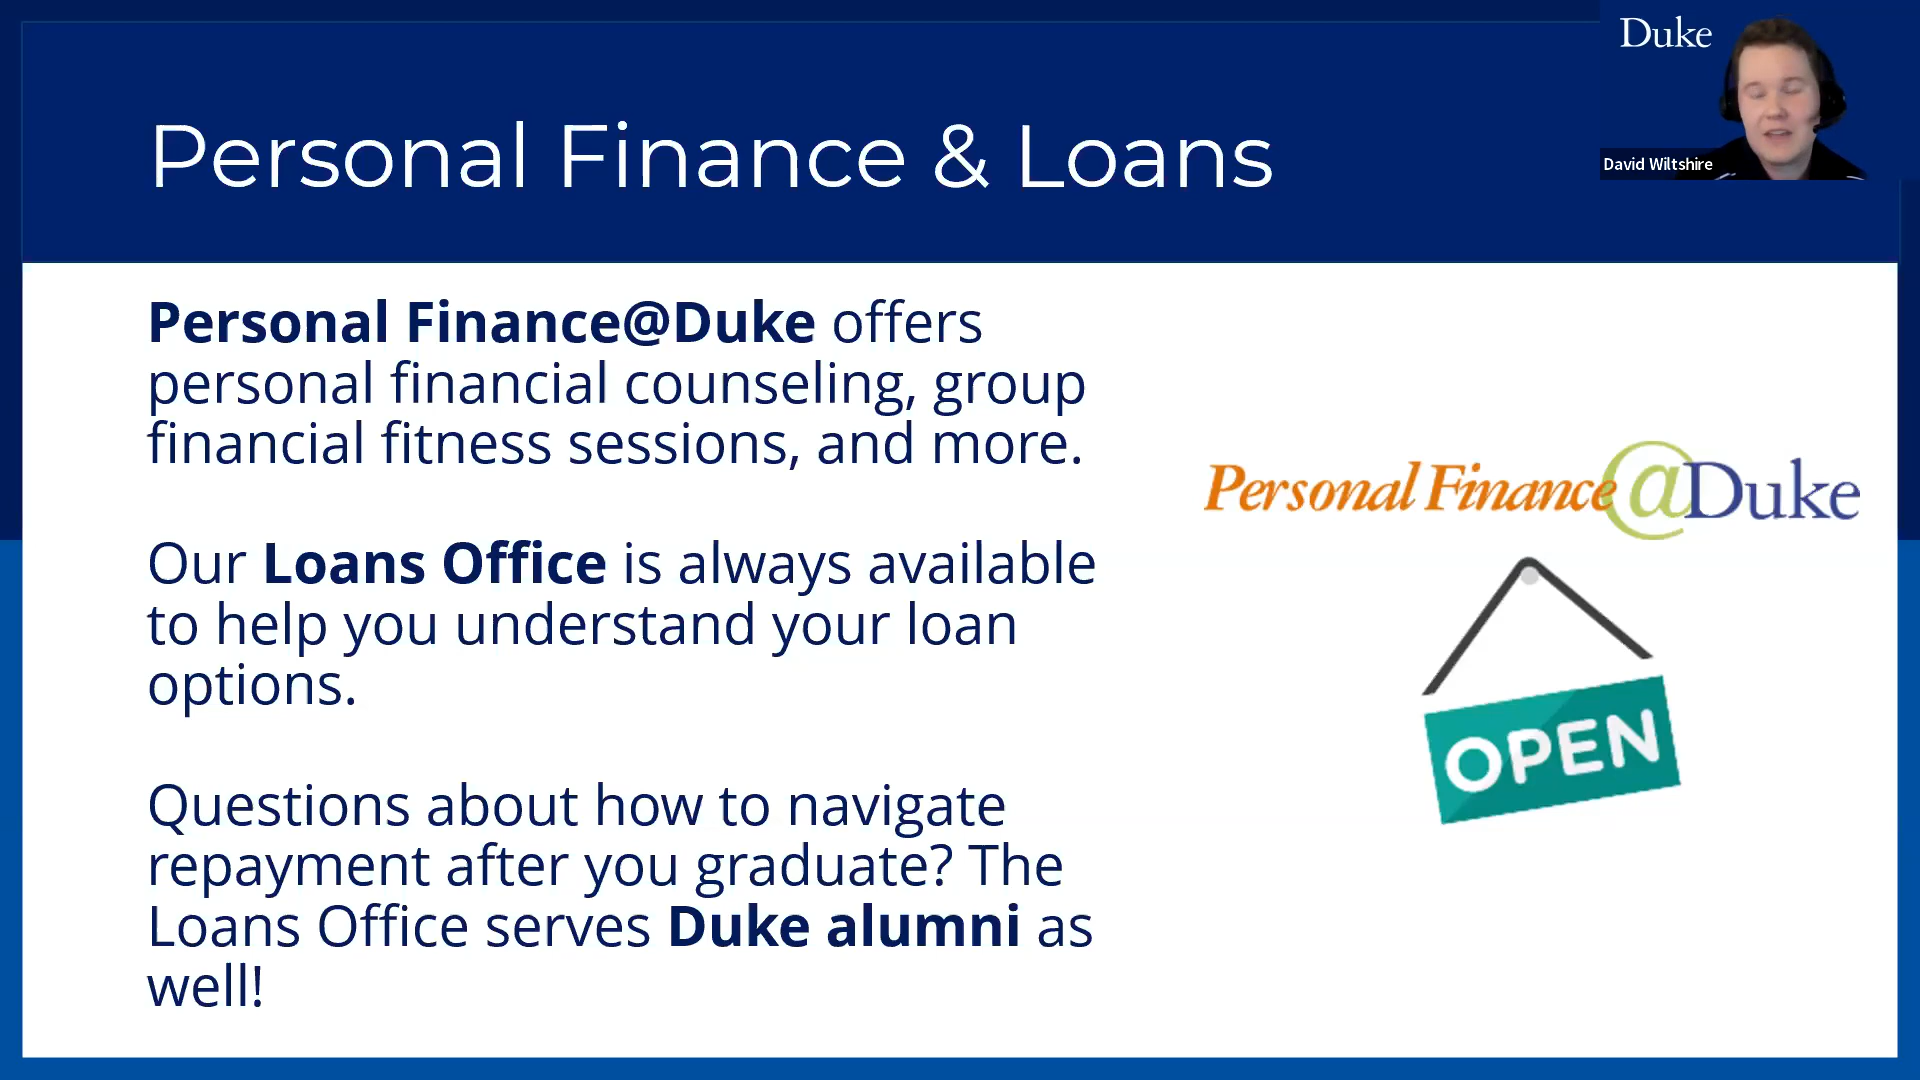 Duke
David Wiltshire
Personal Finance & Loans
Personal Finance@Duke offers
personal financial counseling, group
financial fitness sessions, and more.
Our Loans Office is always available
to help you understand your loan
options.
Questions about how to navigate
repayment after you graduate? The
Loans Office serves Duke alumni as
well!
Personal Finance@Duke
OPEN